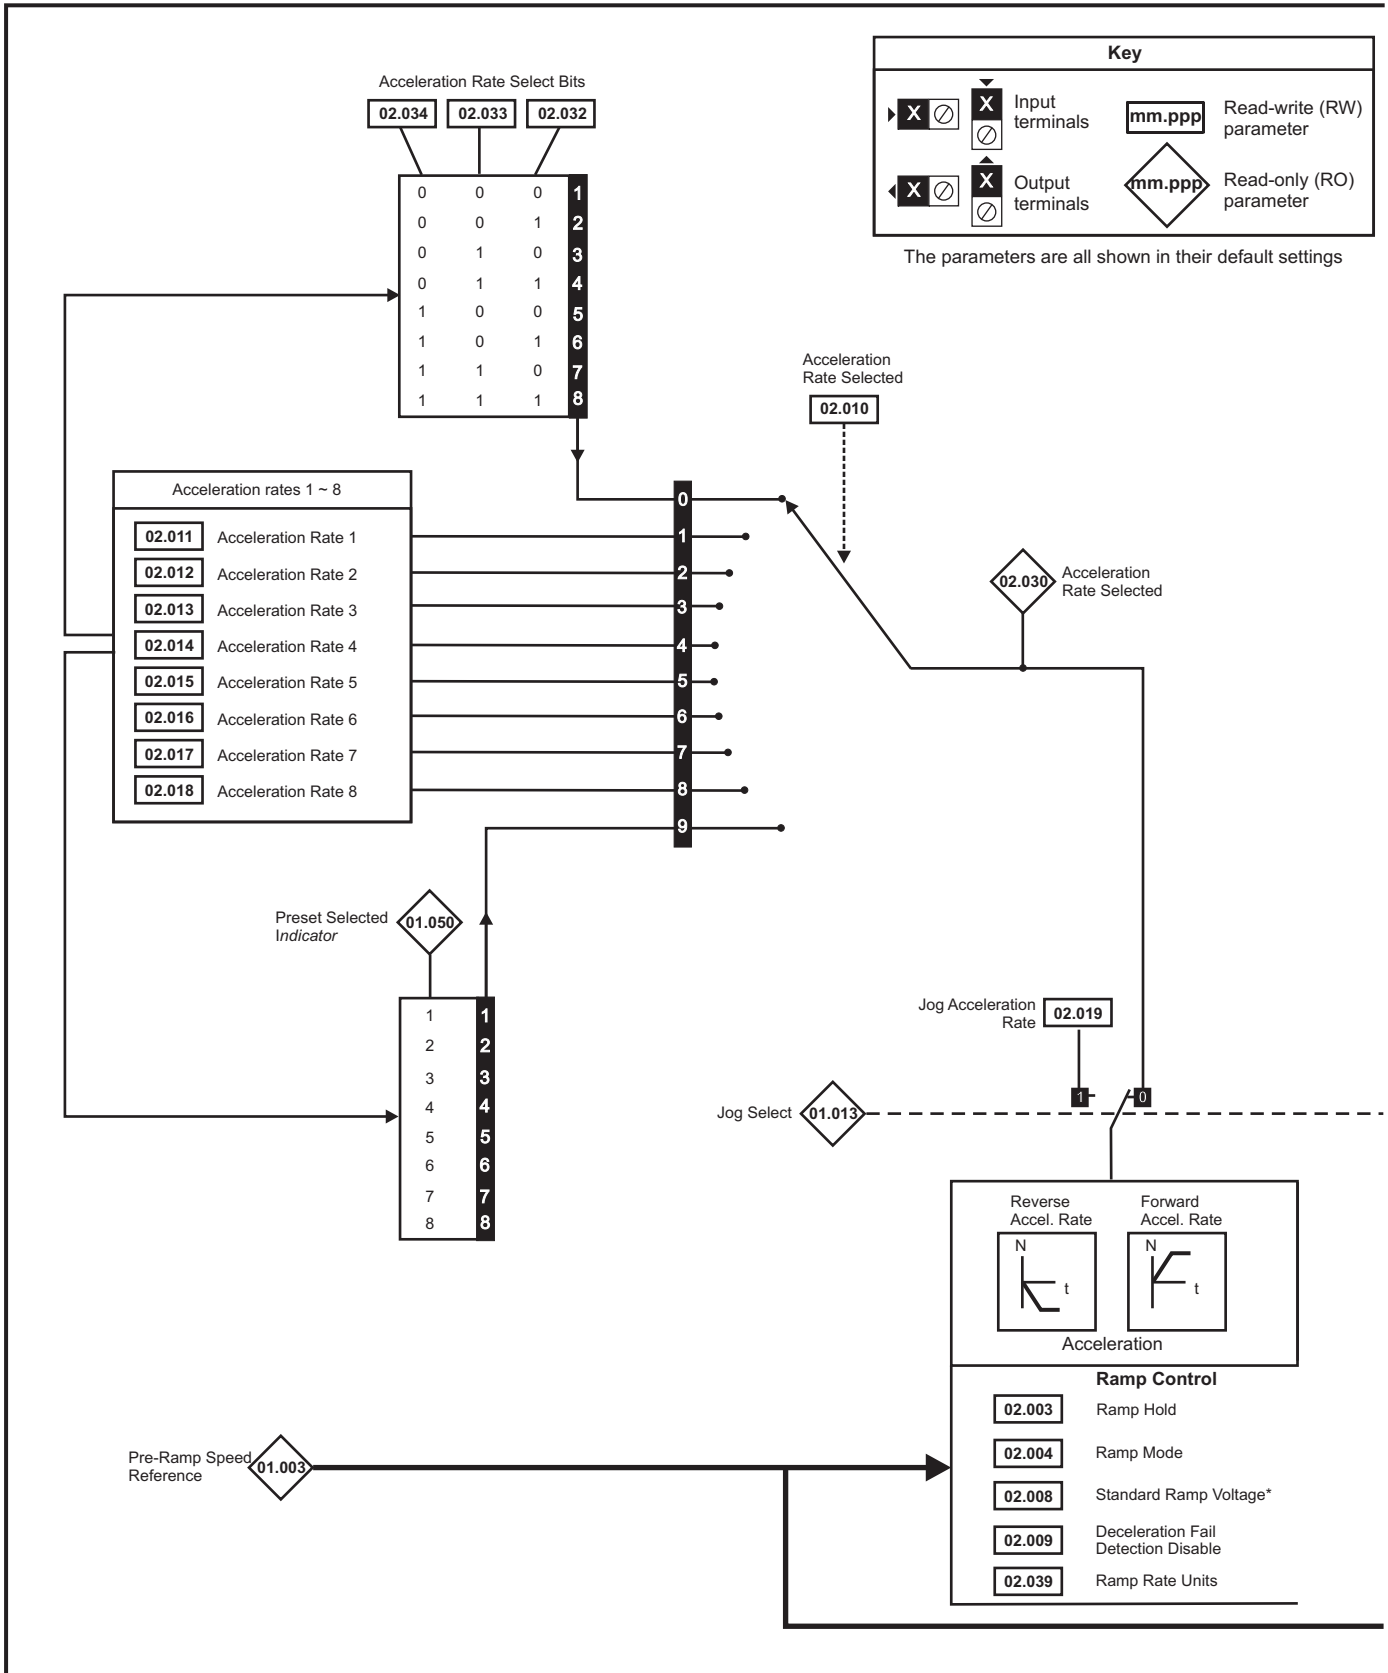 Key
X
X
Input
terminals
mm.ppp
Read-write (RW)
parameter
X
X
Output
terminals
mm.ppp
Read-only (RO)
parameter
The parameters are all shown in their default settings
Acceleration Rate Select Bits
02.034 02.033 02.032
0 0 0 1
0 0 1 2
0 1 0 3
0 1 1 4
1 0 0 5
1 0 1 6
1 1 0 7
1 1 1 8
Acceleration
Rate Selected
02.010
Acceleration rates 1 ~ 8
02.011 Acceleration Rate 1
02.012 Acceleration Rate 2
02.013 Acceleration Rate 3
02.014 Acceleration Rate 4
02.015 Acceleration Rate 5
02.016 Acceleration Rate 6
02.017 Acceleration Rate 7
02.018 Acceleration Rate 8
0
1
2
3
4
5
6
7
8
9
02.030
Acceleration
Rate Selected
Preset Selected
Indicator
01.050
1 1
2 2
3 3
4 4
5 5
6 6
7 7
8 8
Jog Acceleration
Rate
02.019
1
0
Jog Select
01.013
Reverse
Accel. Rate
Forward
Accel. Rate
N
t
N
t
Acceleration
Ramp Control
02.003 Ramp Hold
02.004 Ramp Mode
02.008 Standard Ramp Voltage*
02.009 Deceleration Fail
Detection Disable
02.039 Ramp Rate Units
Pre-Ramp Speed
Reference
01.003